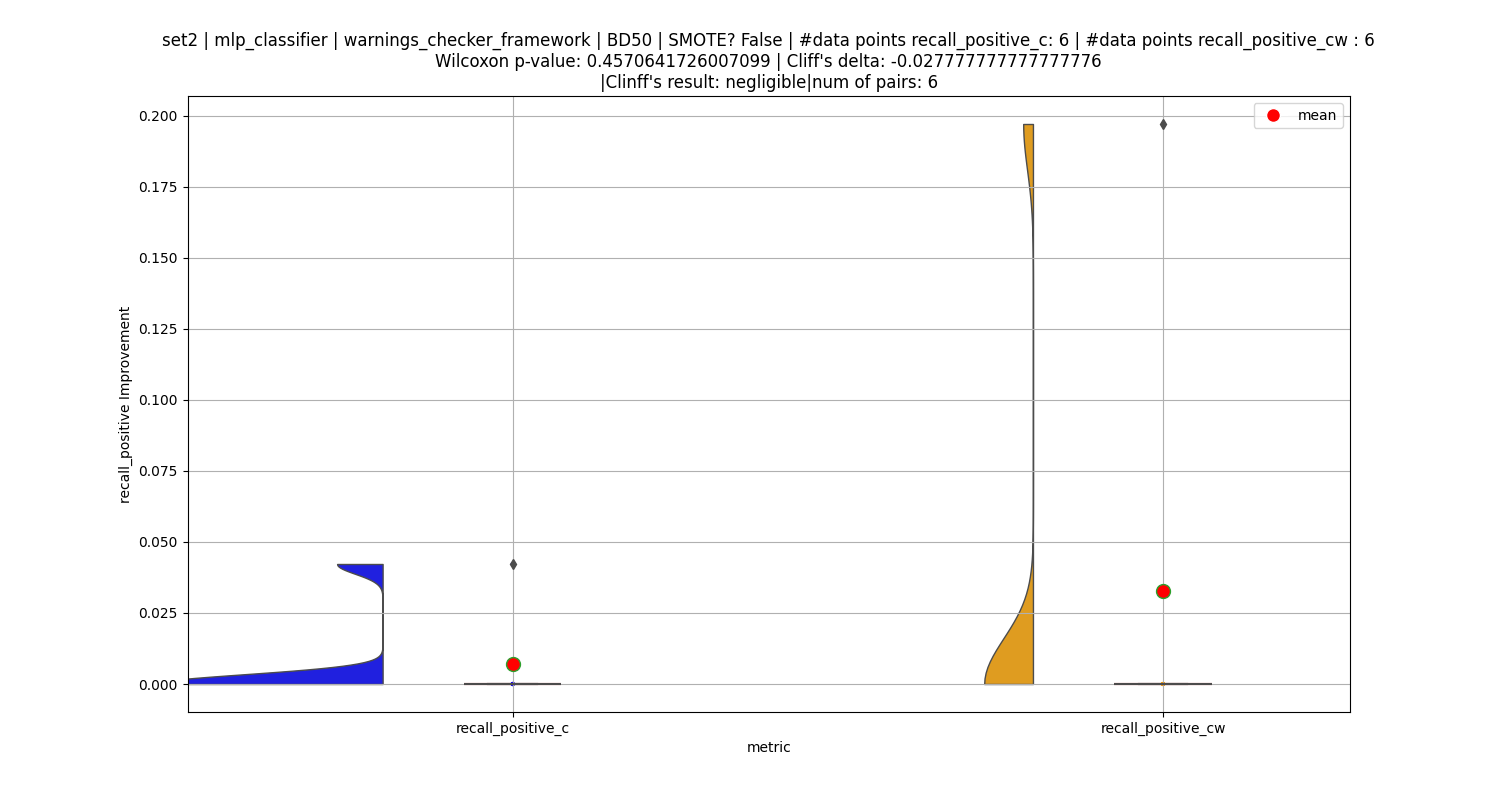 set2 | mlp_classifier | warnings_checker_framework | BD50 | SMOTE? False | #data points recall_positive_c: 6 | #data points recall_positive_cw : 6
Wilcoxon p-value: 0.4570641726007099 | Cliff's delta: -0.027777777777777776
|Clinff's result: negligible|num of pairs: 6
mean
0.200
0.175
0.150
0.125
0.100
0.075
0.050
0.025
0.000
recall_positive Improvement
recall_positive_c
recall_positive_cw
metric